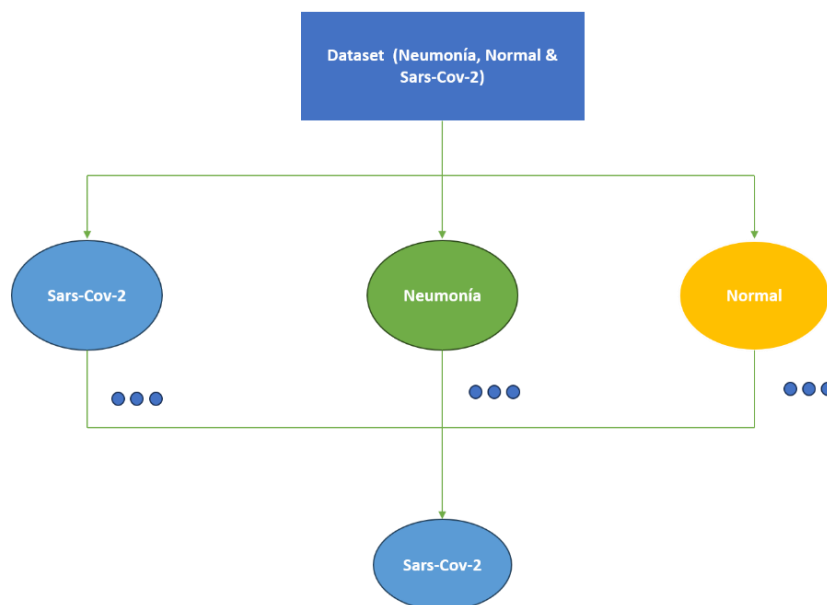 Dataset (Neumonía, Normal &
Sars-Cov-2)
Sars-Cov-2
Neumonía
Normal
Sars-Cov-2